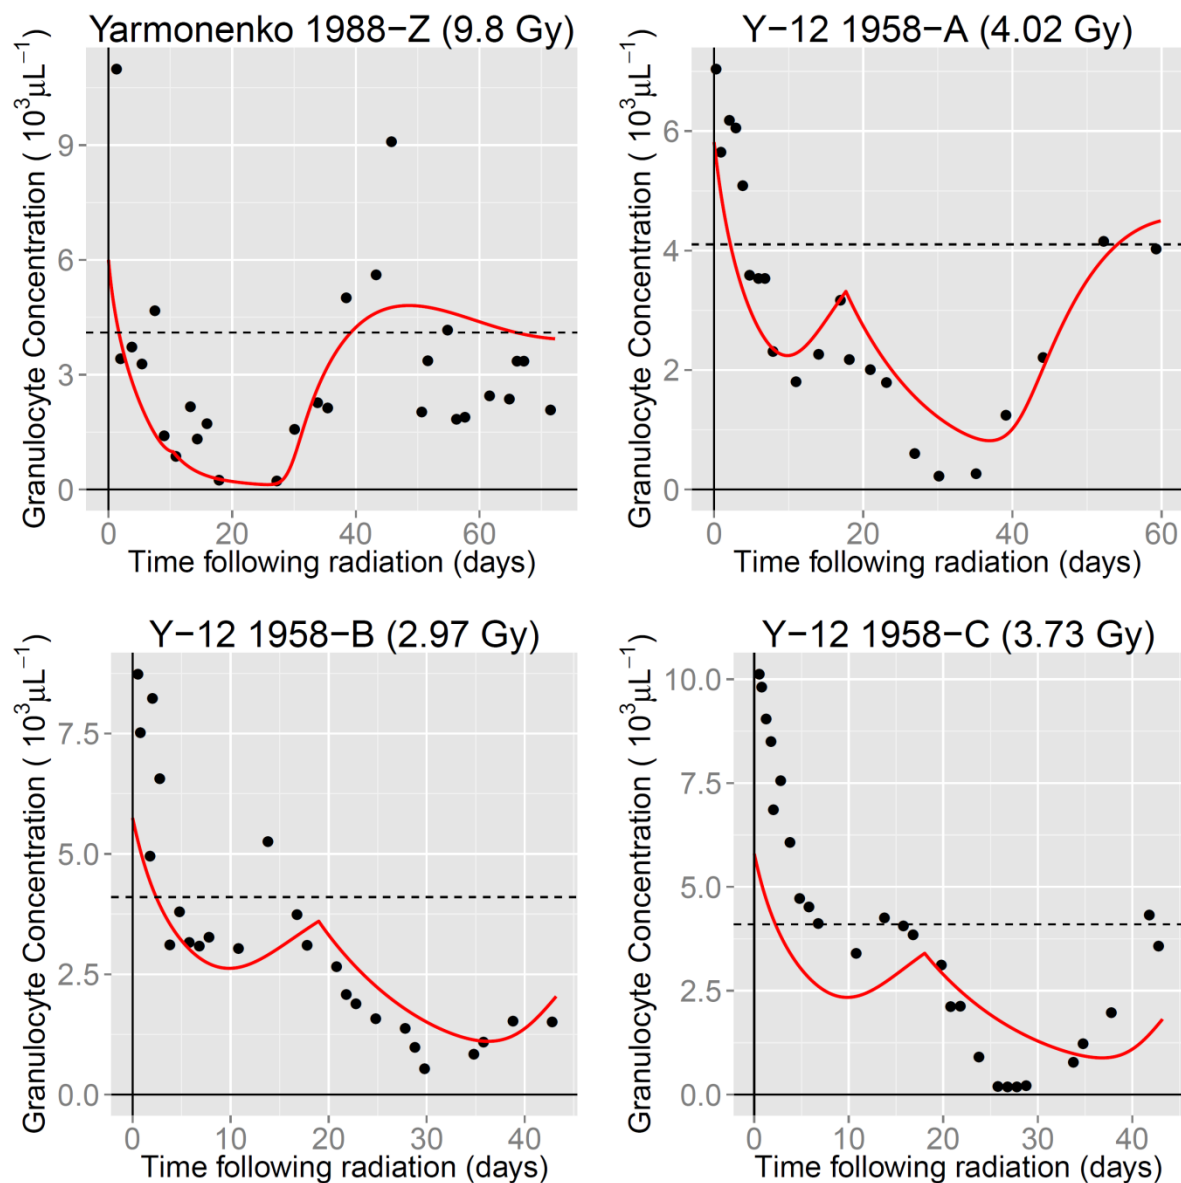 Yarmonenko 1988−Z (9.8 Gy)
Granulocyte Concentration ( 10³μL⁻¹)
9
6
3
0
0 20 40 60
Time following radiation (days)
Y−12 1958−A (4.02 Gy)
Granulocyte Concentration ( 10³μL⁻¹)
6
4
2
0
0 20 40 60
Time following radiation (days)
Y−12 1958−B (2.97 Gy)
Granulocyte Concentration ( 10³μL⁻¹)
7.5
5.0
2.5
0.0
0 10 20 30 40
Time following radiation (days)
Y−12 1958−C (3.73 Gy)
Granulocyte Concentration ( 10³μL⁻¹)
10.0
7.5
5.0
2.5
0.0
0 10 20 30 40
Time following radiation (days)